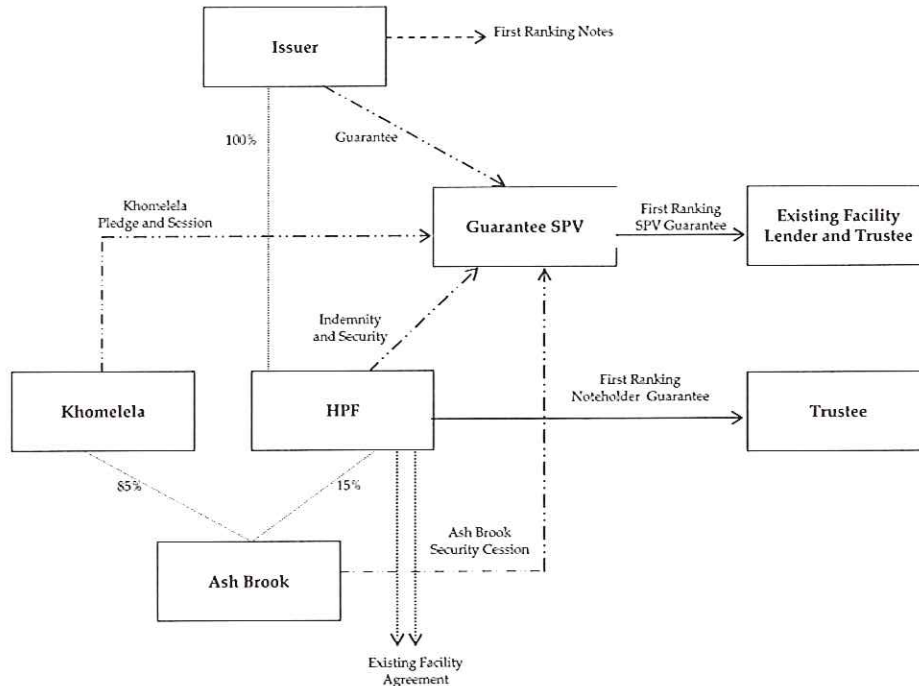 First Ranking Notes
Issuer
100%
Guarantee
Khomelela
Pledge and Session
Guarantee SPV
First Ranking
SPV Guarantee
Existing Facility
Lender and Trustee
Indemnity
and Security
Khomelela
HPF
First Ranking
Noteholder Guarantee
Trustee
85%
15%
Ash Brook
Security Cession
Ash Brook
Existing Facility
Agreement